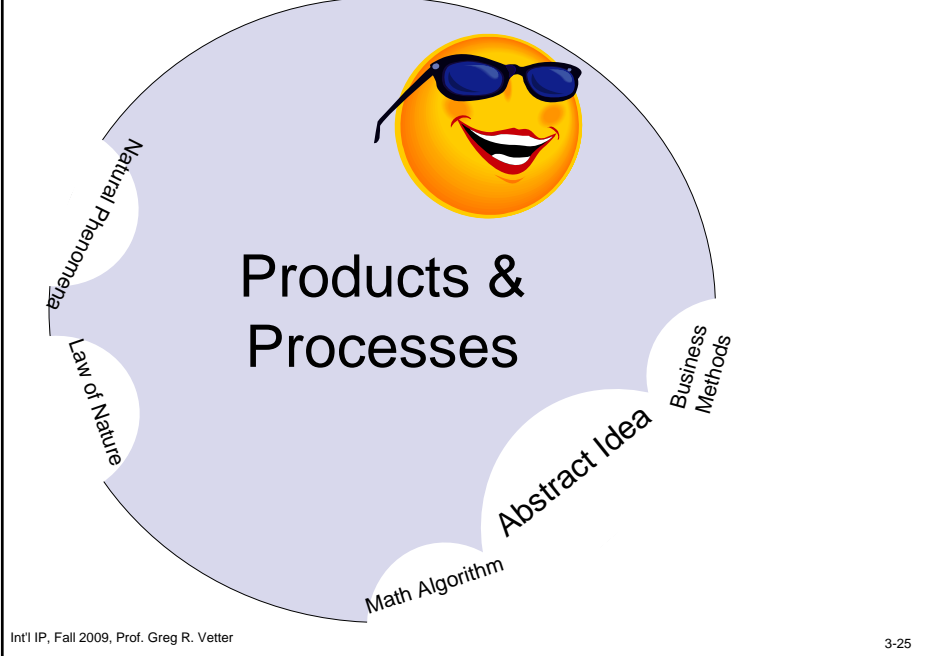 Natural Phenomena
Products &
Processes
Law of Nature
Business
Methods
Abstract Idea
Math Algorithm
Int'l IP, Fall 2009, Prof. Greg R. Vetter
3-25